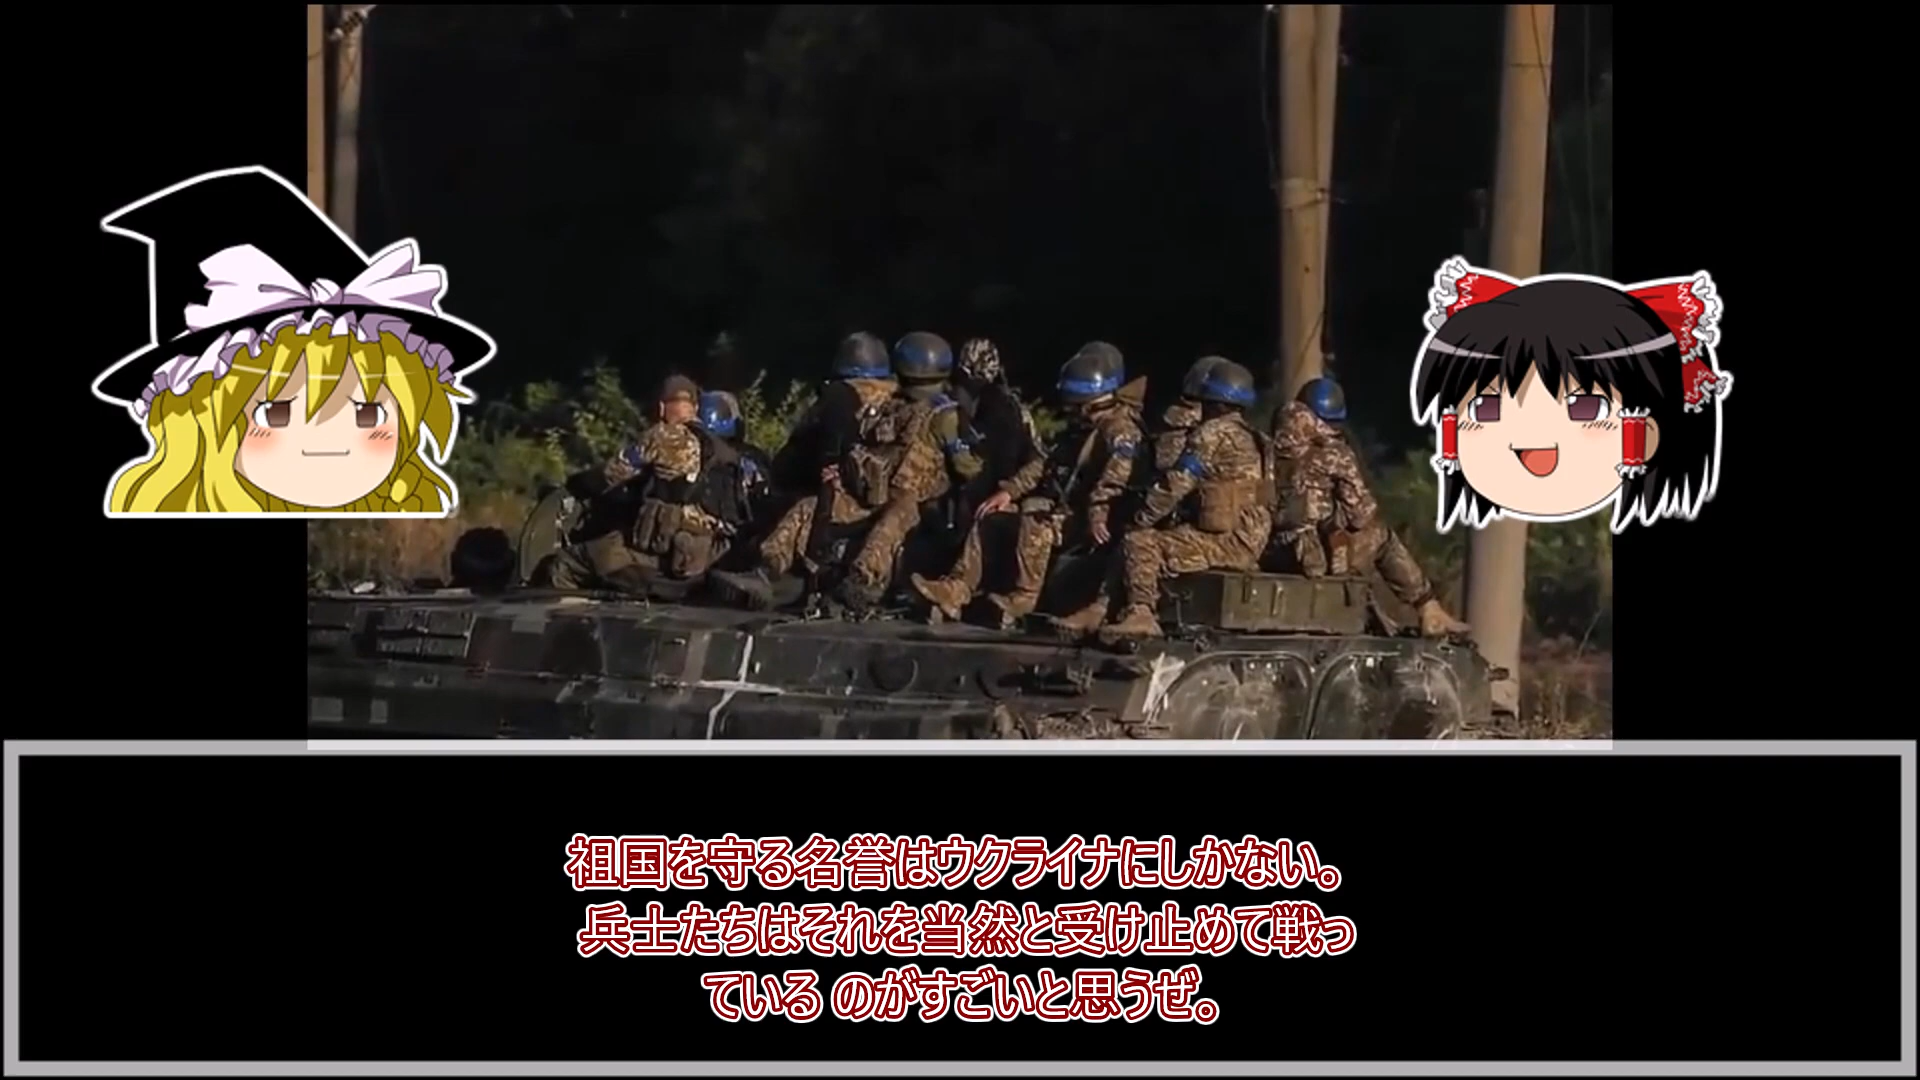 祖国を守る名誉はウクライナにしかない。
兵士たちはそれを当然と受け止めて戦っ
ている のがすごいと思うぜ。